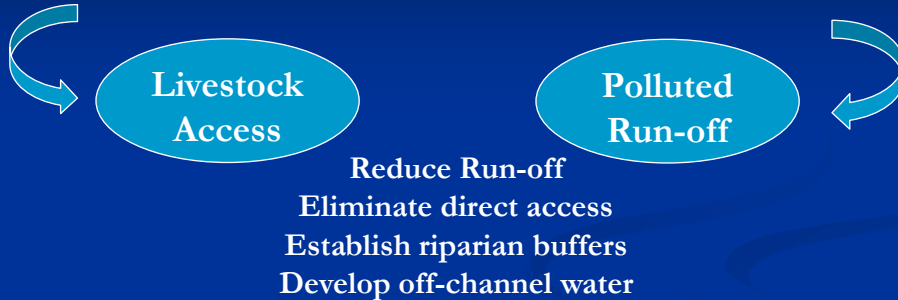 Livestock
Access
Polluted
Run-off
Reduce Run-off
Eliminate direct access
Establish riparian buffers
Develop off-channel water